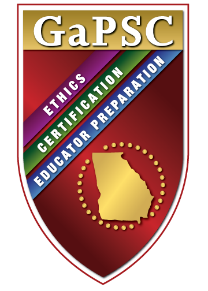 GaPSC
ETHICS
CERTIFICATION
EDUCATOR PREPARATION